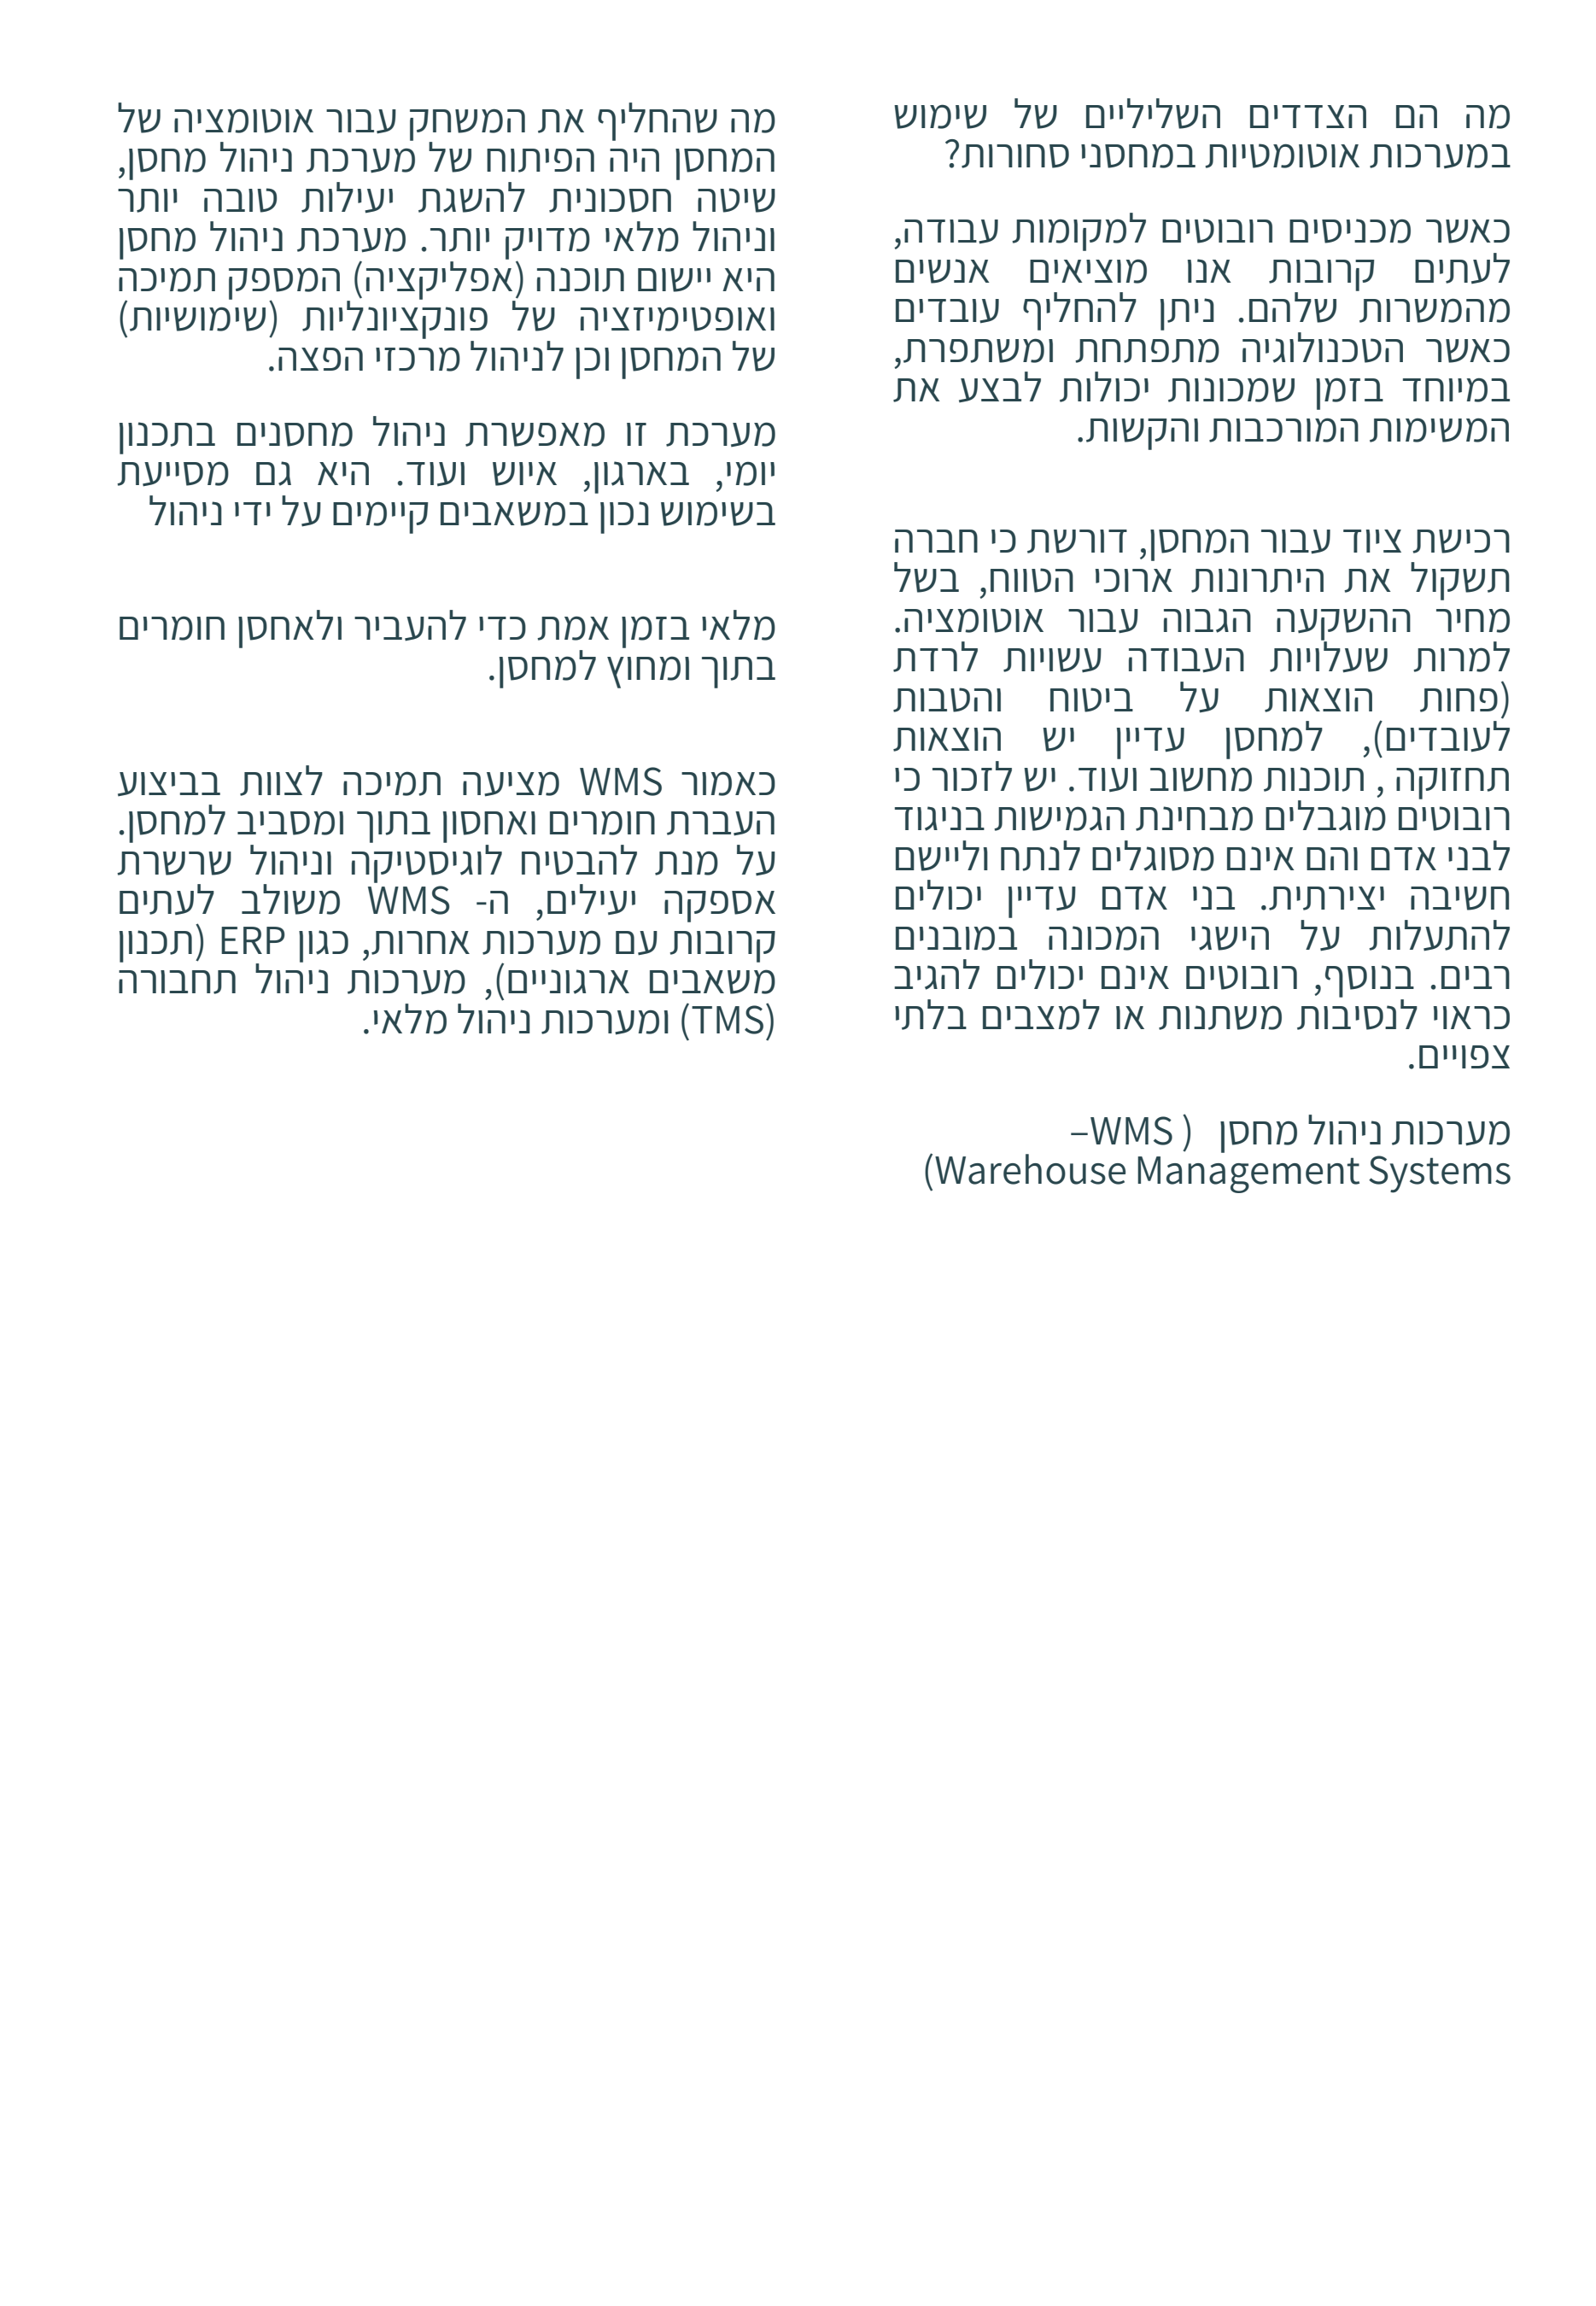 מה הם הצדדים השליליים של שימוש
במערכות אוטומטיות במחסני סחורות?
כאשר מכניסים רובוטים למקומות עבודה,
לעתים קרובות אנו מוציאים אנשים
מהמשרות שלהם. ניתן להחליף עובדים
כאשר הטכנולוגיה מתפתחת ומשתפרת,
במיוחד בזמן שמכונות יכולות לבצע את
המשימות המורכבות והקשות.
רכישת ציוד עבור המחסן, דורשת כי חברה
תשקול את היתרונות ארוכי הטווח, בשל
מחיר ההשקעה הגבוה עבור אוטומציה.
למרות שעלויות העבודה עשויות לרדת
(פחות הוצאות על ביטוח והטבות
לעובדים), למחסן עדיין יש הוצאות
תחזוקה , תוכנות מחשוב ועוד. יש לזכור כי
רובוטים מוגבלים מבחינת הגמישות בניגוד
לבני אדם והם אינם מסוגלים לנתח וליישם
חשיבה יצירתית. בני אדם עדיין יכולים
להתעלות על הישגי המכונה במובנים
רבים. בנוסף, רובוטים אינם יכולים להגיב
כראוי לנסיבות משתנות או למצבים בלתי
צפויים.
מערכות ניהול מחסן ( WMS–
Warehouse Management Systems)
מה שהחליף את המשחק עבור אוטומציה של
המחסן היה הפיתוח של מערכת ניהול מחסן,
שיטה חסכונית להשגת יעילות טובה יותר
וניהול מלאי מדויק יותר. מערכת ניהול מחסן
היא יישום תוכנה (אפליקציה) המספק תמיכה
ואופטימיזציה של פונקציונליות (שימושיות)
של המחסן וכן לניהול מרכזי הפצה.
מערכת זו מאפשרת ניהול מחסנים בתכנון
יומי, בארגון, איוש ועוד. היא גם מסייעת
בשימוש נכון במשאבים קיימים על ידי ניהול
מלאי בזמן אמת כדי להעביר ולאחסן חומרים
בתוך ומחוץ למחסן.
כאמור WMS מציעה תמיכה לצוות בביצוע
העברת חומרים ואחסון בתוך ומסביב למחסן.
על מנת להבטיח לוגיסטיקה וניהול שרשרת
אספקה יעילים, ה- WMS משולב לעתים
קרובות עם מערכות אחרות, כגון ERP (תכנון
משאבים ארגוניים), מערכות ניהול תחבורה
(TMS) ומערכות ניהול מלאי.